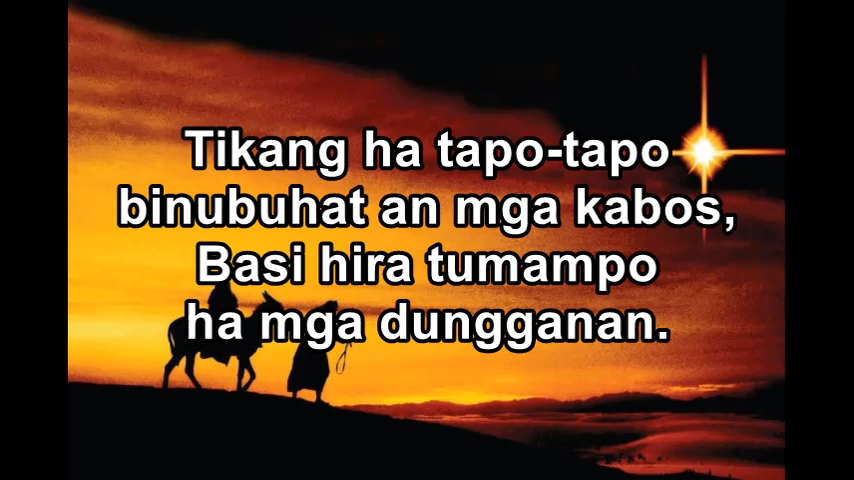 Tikang ha tapo-tapo
binubuhat an mga kabos,
Basi hira tumampo
ha mga dungganan.